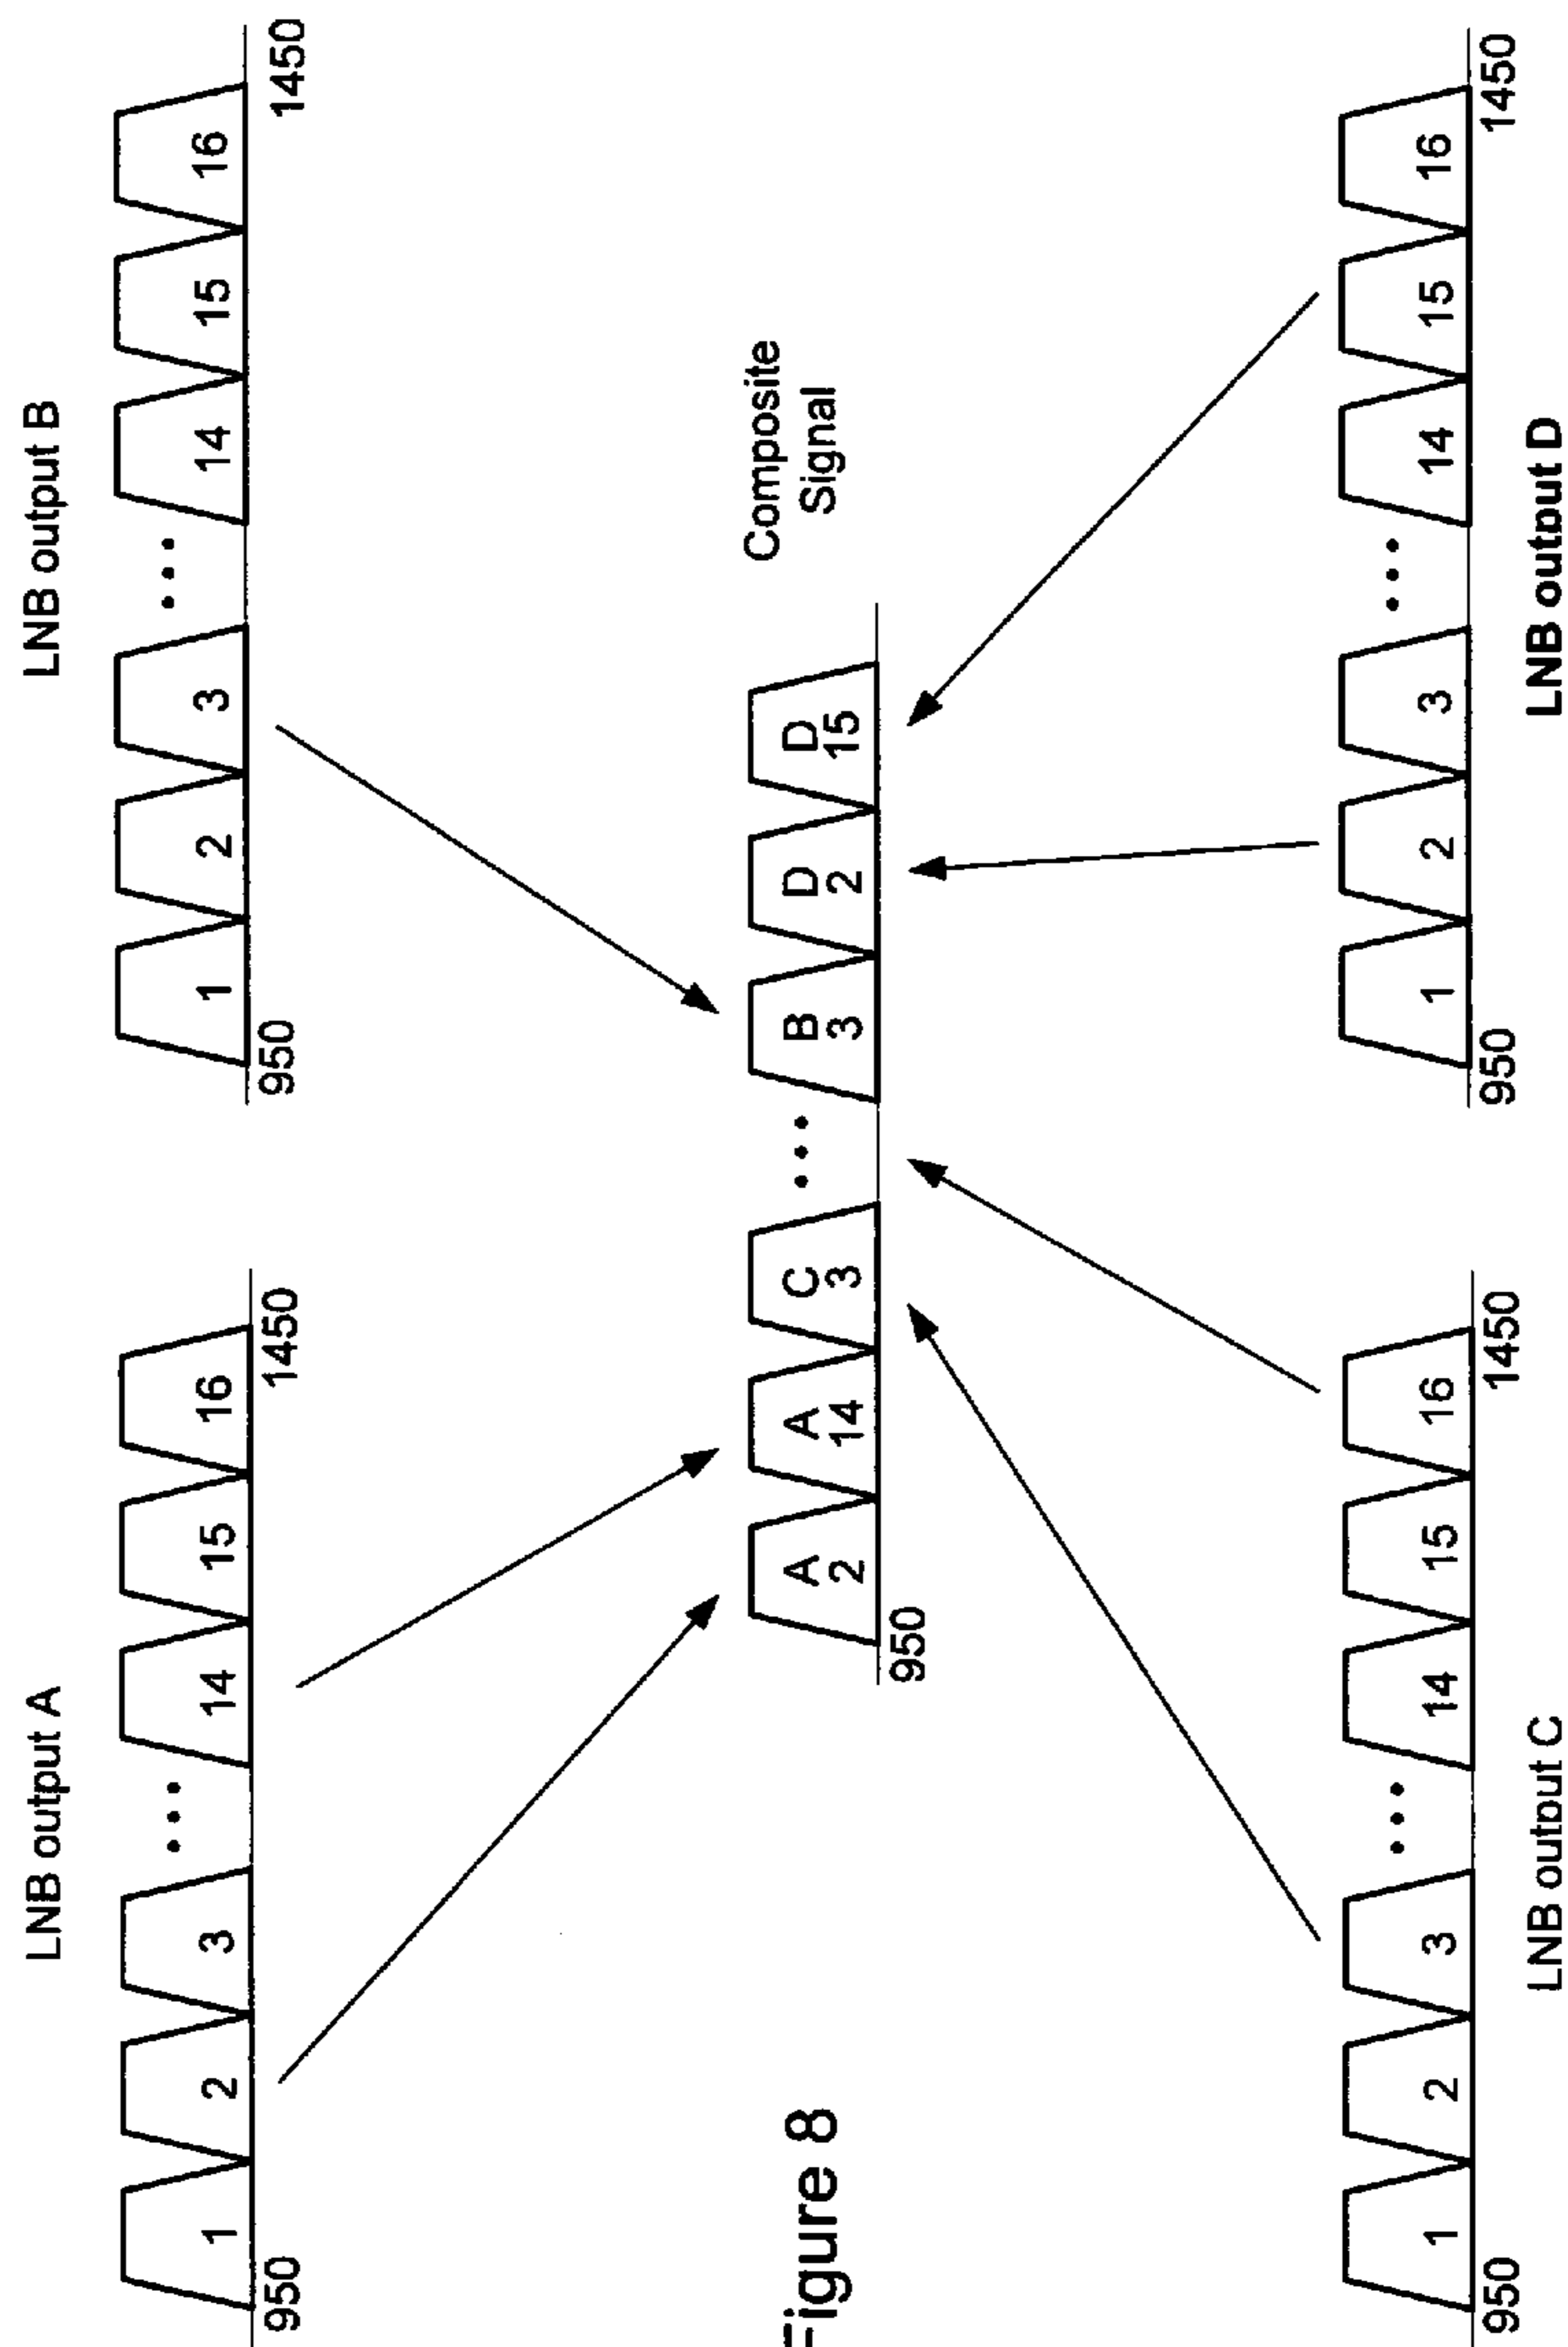 LNB output A
1 2 3 ... 14 15 16
950 1450
LNB output B
1 2 3 ... 14 15 16
950 1450
Composite
Signal
A A C ... B D D
2 14 3 3 2 15
950
Figure 8
1 2 3 ... 14 15 16
950 1450
LNB output C
1 2 3 ... 14 15 16
950 1450
LNB output D